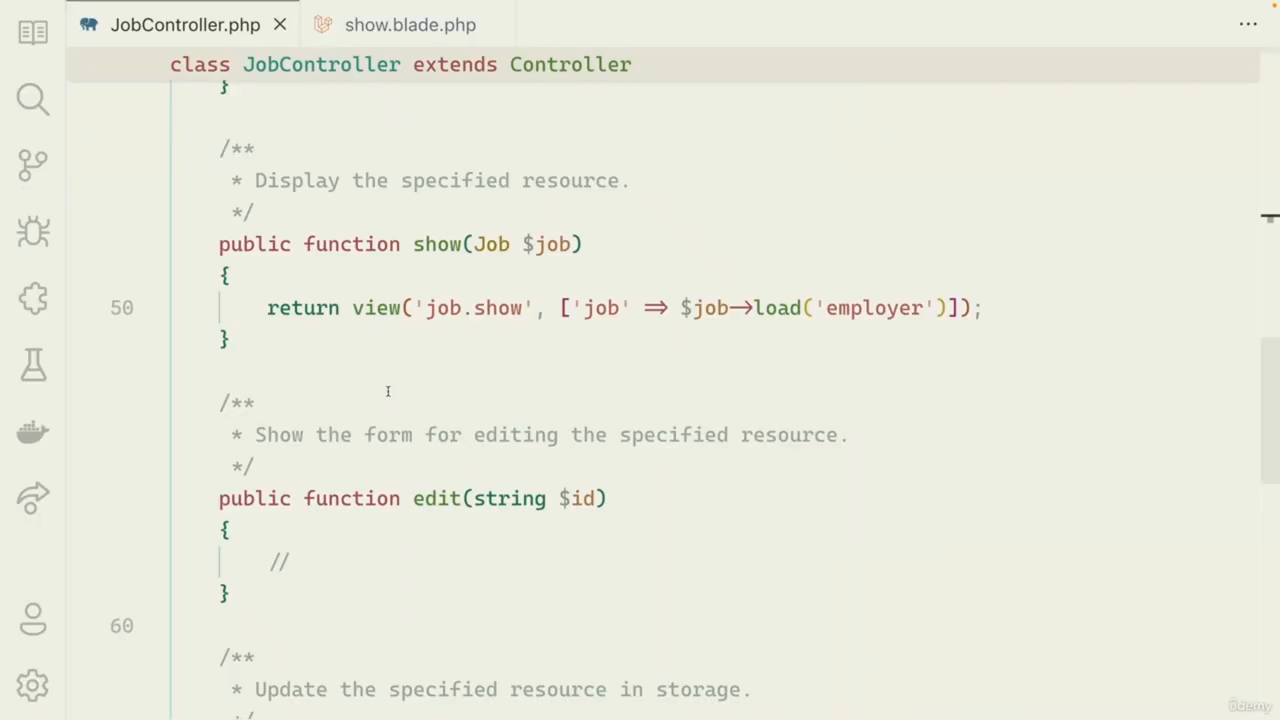 JobController.php
show.blade.php
class JobController extends Controller
}
/**
* Display the specified resource.
*/
public function show(Job $job)
{
50 return view('job.show', ['job' => $job->load('employer')]);
}
/**
* Show the form for editing the specified resource.
*/
public function edit(string $id)
{
//
}
60
/**
* Update the specified resource in storage.
*/
ûdemy